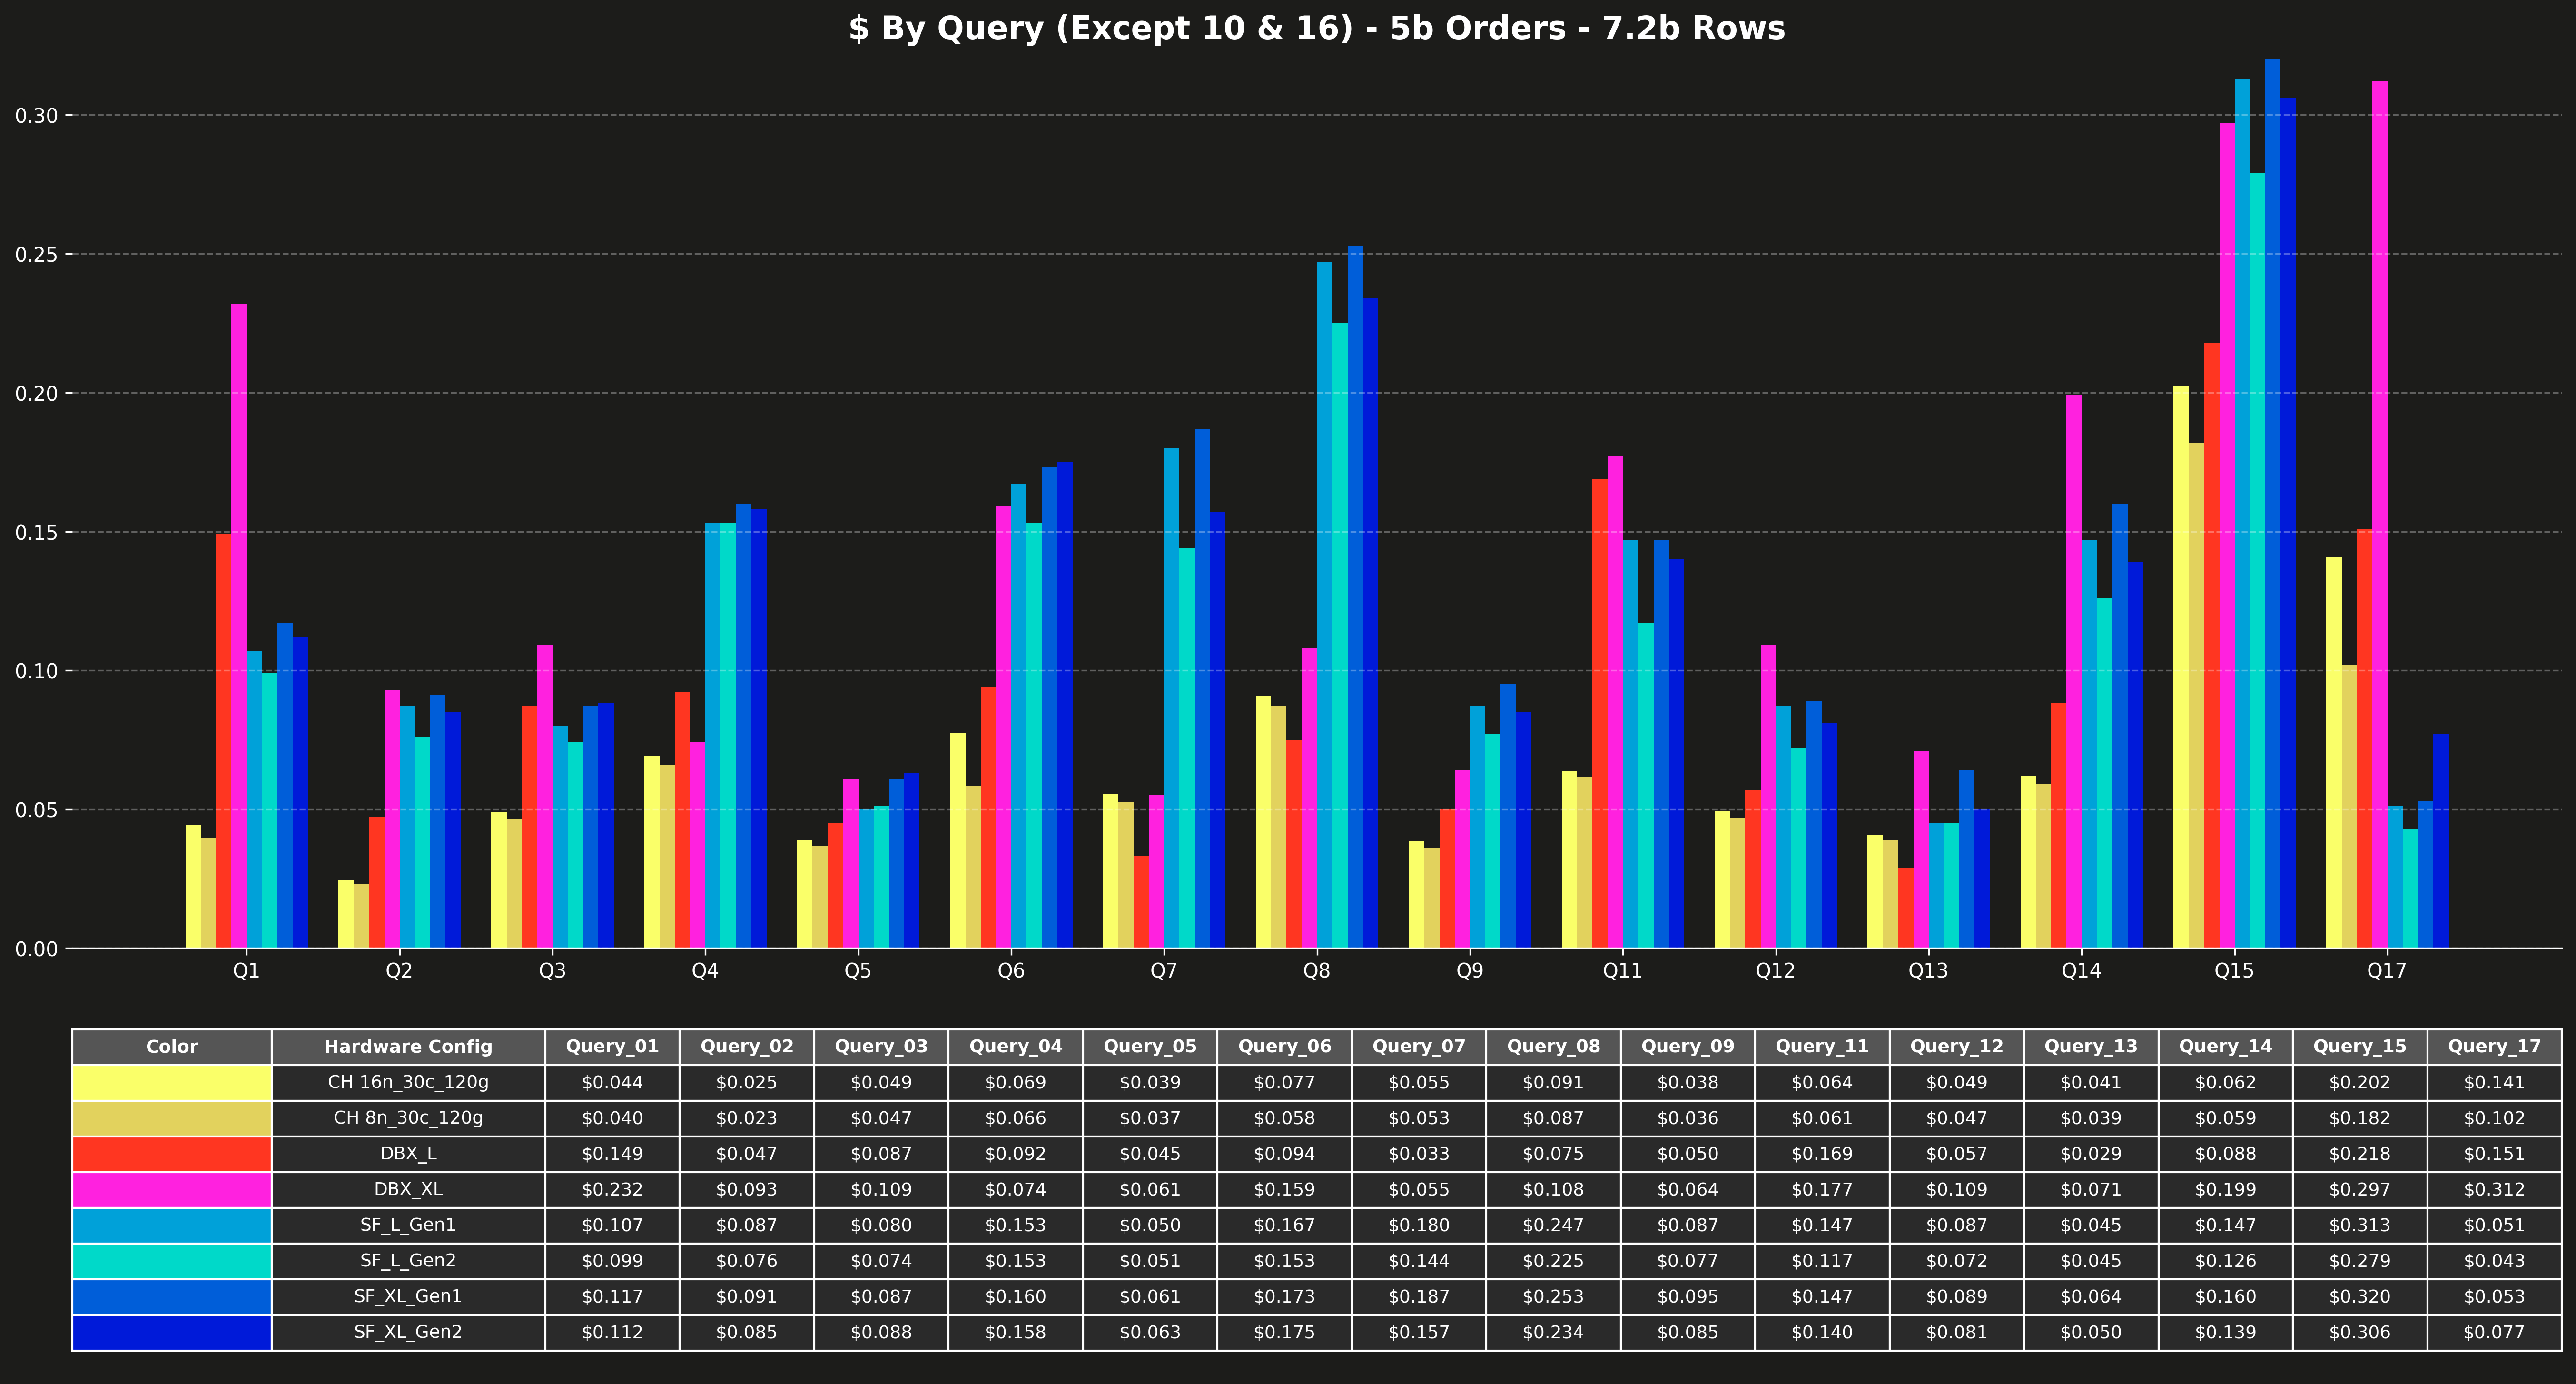 $ By Query (Except 10 & 16) - 5b Orders - 7.2b Rows
0.30
0.25
0.20
0.15
0.10
0.05
0.00
Q1 Q2 Q3 Q4 Q5 Q6 Q7 Q8 Q9 Q11 Q12 Q13 Q14 Q15 Q17
Color Hardware Config Query_01 Query_02 Query_03 Query_04 Query_05 Query_06 Query_07 Query_08 Query_09 Query_11 Query_12 Query_13 Query_14 Query_15 Query_17
CH 16n_30c_120g $0.044 $0.025 $0.049 $0.069 $0.039 $0.077 $0.055 $0.091 $0.038 $0.064 $0.049 $0.041 $0.062 $0.202 $0.141
CH 8n_30c_120g $0.040 $0.023 $0.047 $0.066 $0.037 $0.058 $0.053 $0.087 $0.036 $0.061 $0.047 $0.039 $0.059 $0.182 $0.102
DBX_L $0.149 $0.047 $0.087 $0.092 $0.045 $0.094 $0.033 $0.075 $0.050 $0.169 $0.057 $0.029 $0.088 $0.218 $0.151
DBX_XL $0.232 $0.093 $0.109 $0.074 $0.061 $0.159 $0.055 $0.108 $0.064 $0.177 $0.109 $0.071 $0.199 $0.297 $0.312
SF_L_Gen1 $0.107 $0.087 $0.080 $0.153 $0.050 $0.167 $0.180 $0.247 $0.087 $0.147 $0.087 $0.045 $0.147 $0.313 $0.051
SF_L_Gen2 $0.099 $0.076 $0.074 $0.153 $0.051 $0.153 $0.144 $0.225 $0.077 $0.117 $0.072 $0.045 $0.126 $0.279 $0.043
SF_XL_Gen1 $0.117 $0.091 $0.087 $0.160 $0.061 $0.173 $0.187 $0.253 $0.095 $0.147 $0.089 $0.064 $0.160 $0.320 $0.053
SF_XL_Gen2 $0.112 $0.085 $0.088 $0.158 $0.063 $0.175 $0.157 $0.234 $0.085 $0.140 $0.081 $0.050 $0.139 $0.306 $0.077